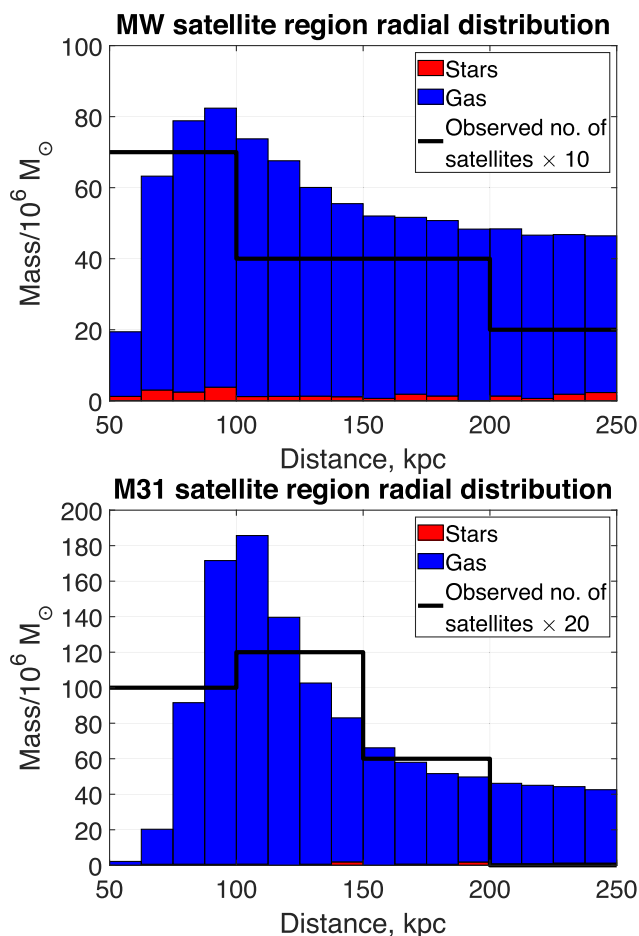 MW satellite region radial distribution
100
80
60
40
20
0
Mass/10⁶ M⊙
Stars
Gas
Observed no. of
satellites × 10
50
100
150
200
250
Distance, kpc
M31 satellite region radial distribution
200
180
160
140
120
100
80
60
40
20
0
Mass/10⁶ M⊙
Stars
Gas
Observed no. of
satellites × 20
50
100
150
200
250
Distance, kpc